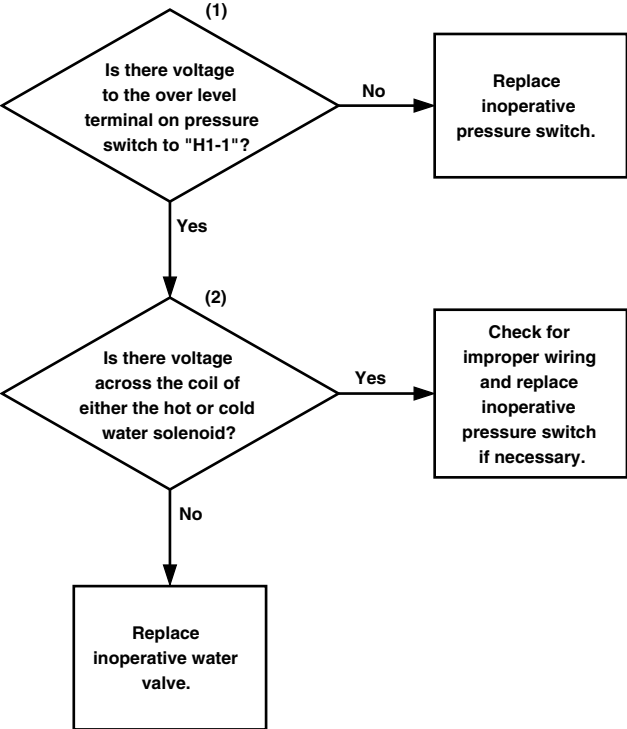 (1)
Is there voltage
to the over level
terminal on pressure
switch to "H1-1"?
No
Replace
inoperative
pressure switch.
Yes
(2)
Is there voltage
across the coil of
either the hot or cold
water solenoid?
Yes
Check for
improper wiring
and replace
inoperative
pressure switch
if necessary.
No
Replace
inoperative water
valve.